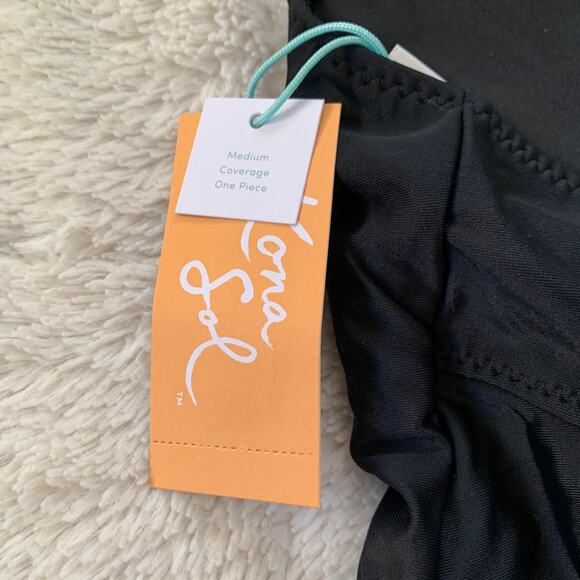 Medium
Coverage
One Piece
Kona
Sol
™